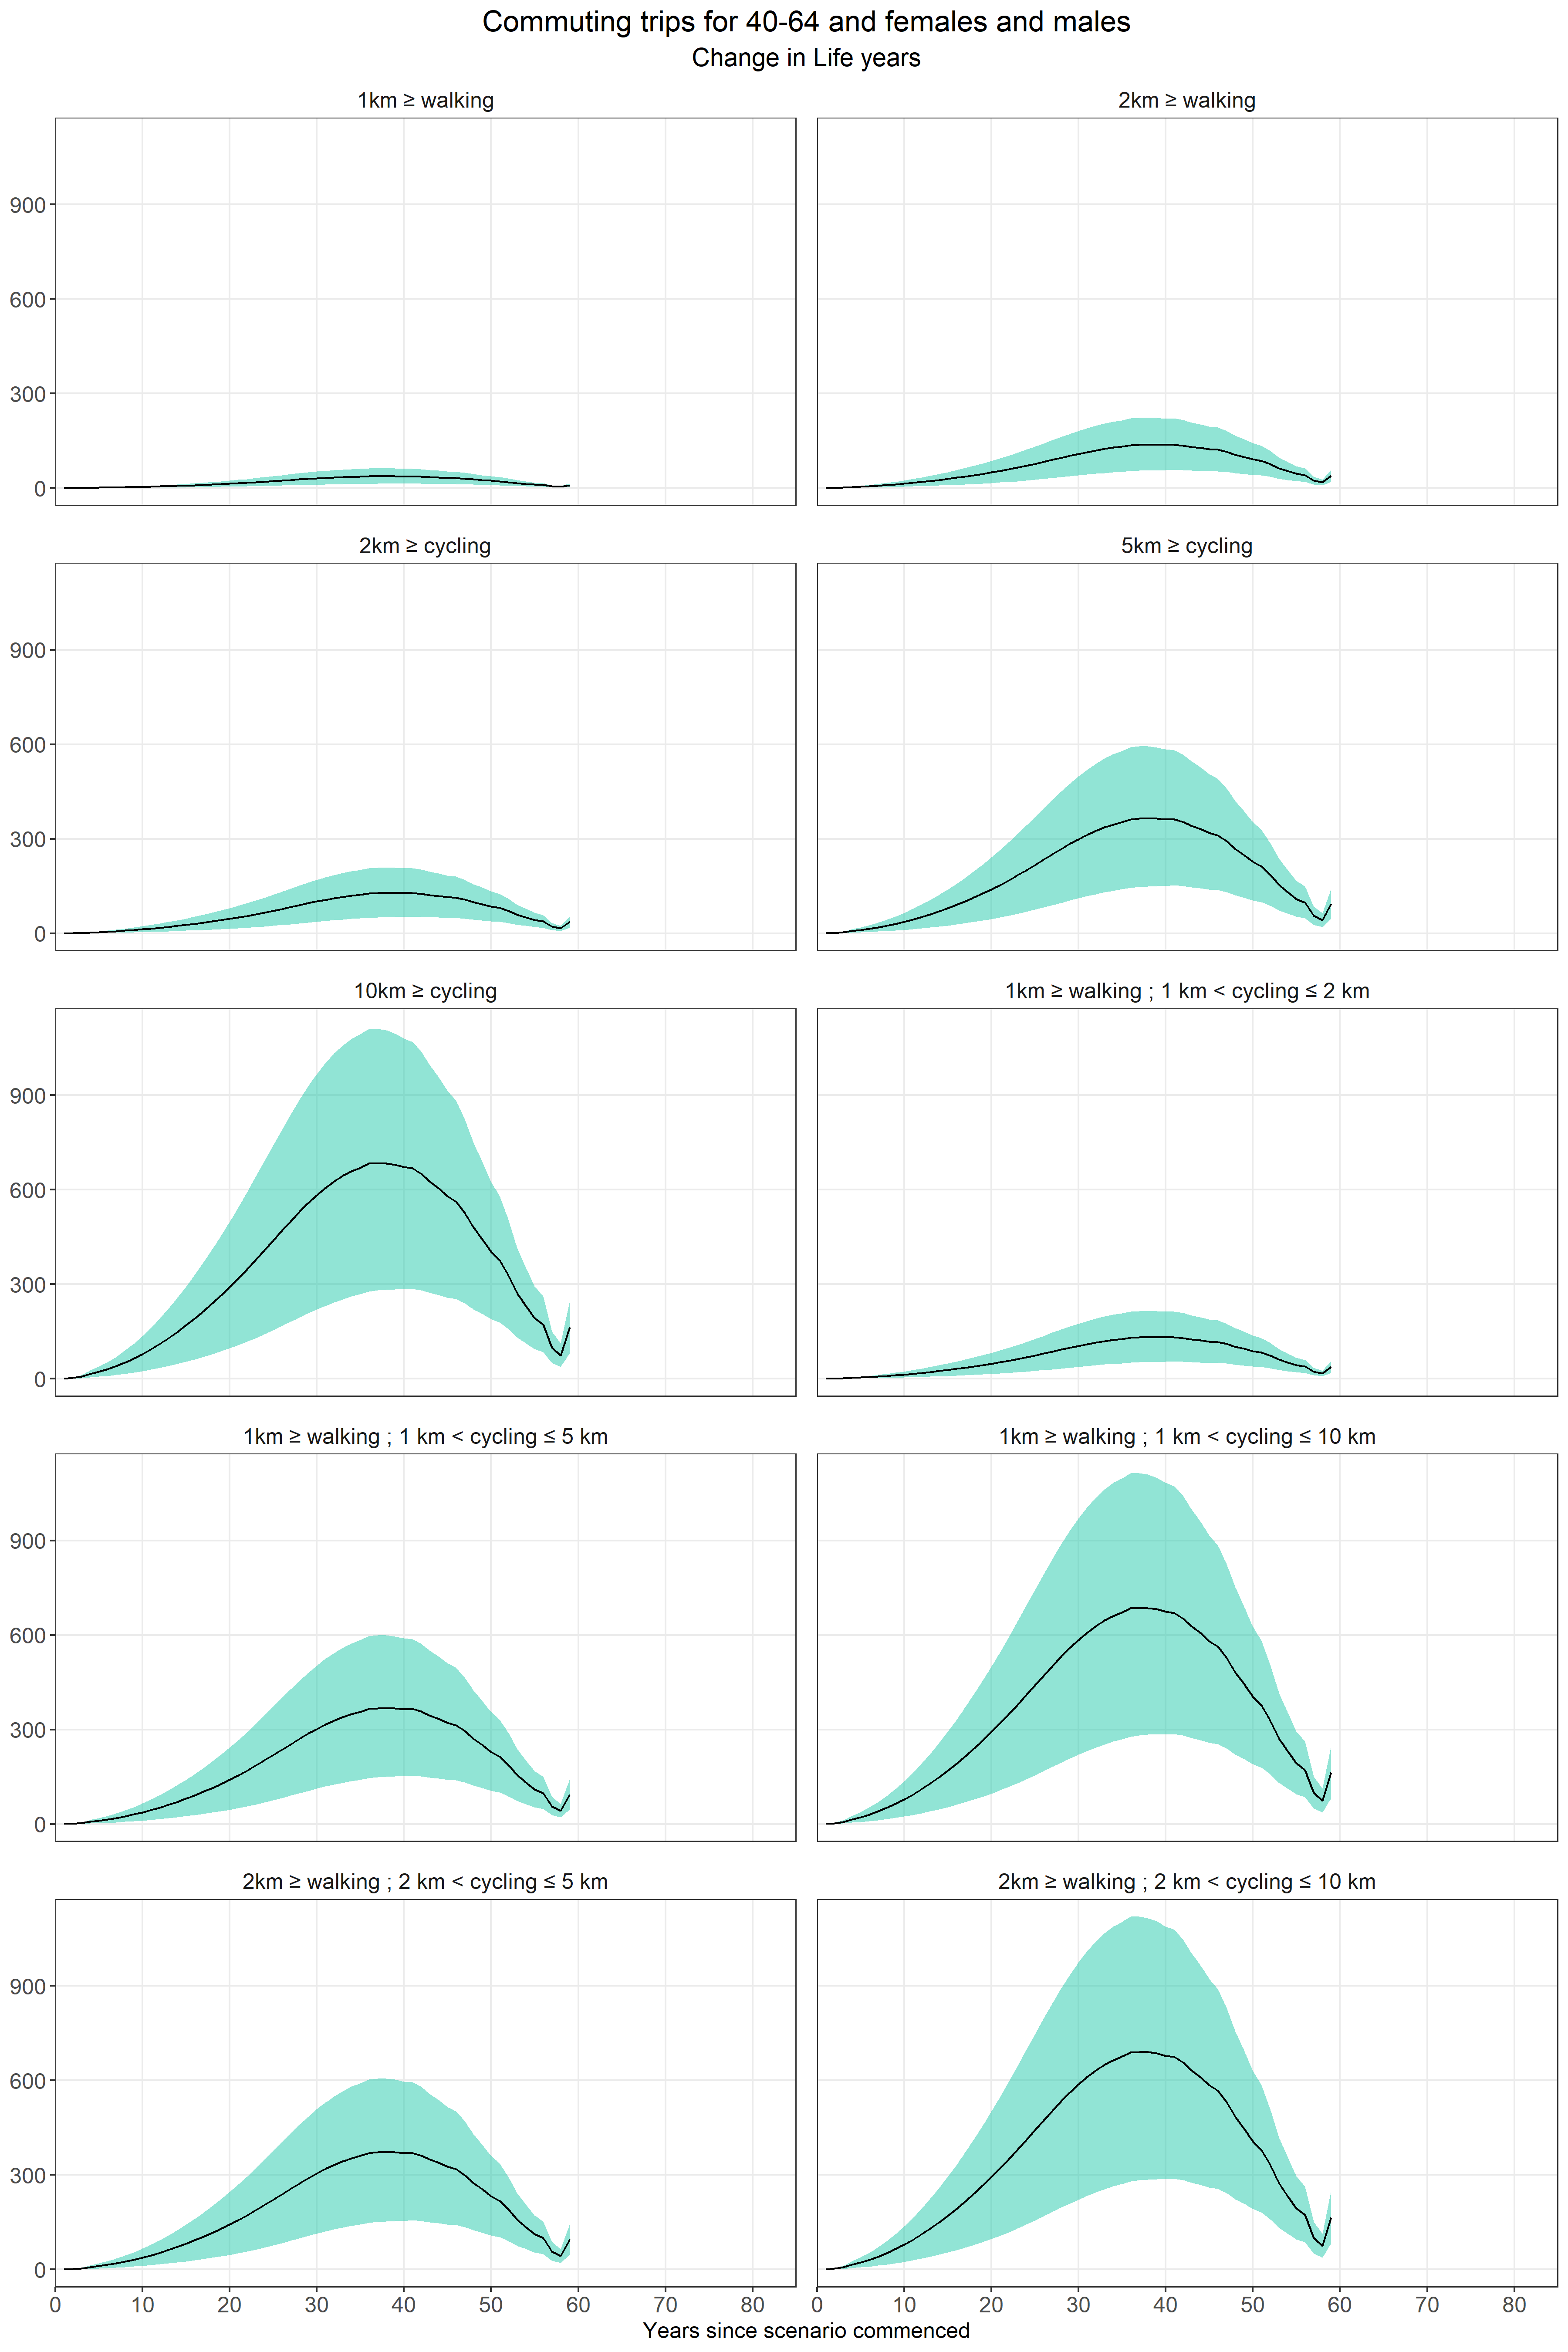 Commuting trips for 40-64 and females and males
Change in Life years
1km ≥ walking
2km ≥ walking
900
600
300
0
2km ≥ cycling
5km ≥ cycling
900
600
300
0
10km ≥ cycling
1km ≥ walking ; 1 km < cycling ≤ 2 km
900
600
300
0
1km ≥ walking ; 1 km < cycling ≤ 5 km
1km ≥ walking ; 1 km < cycling ≤ 10 km
900
600
300
0
2km ≥ walking ; 2 km < cycling ≤ 5 km
2km ≥ walking ; 2 km < cycling ≤ 10 km
900
600
300
0
0 10 20 30 40 50 60 70 80
0 10 20 30 40 50 60 70 80
Years since scenario commenced